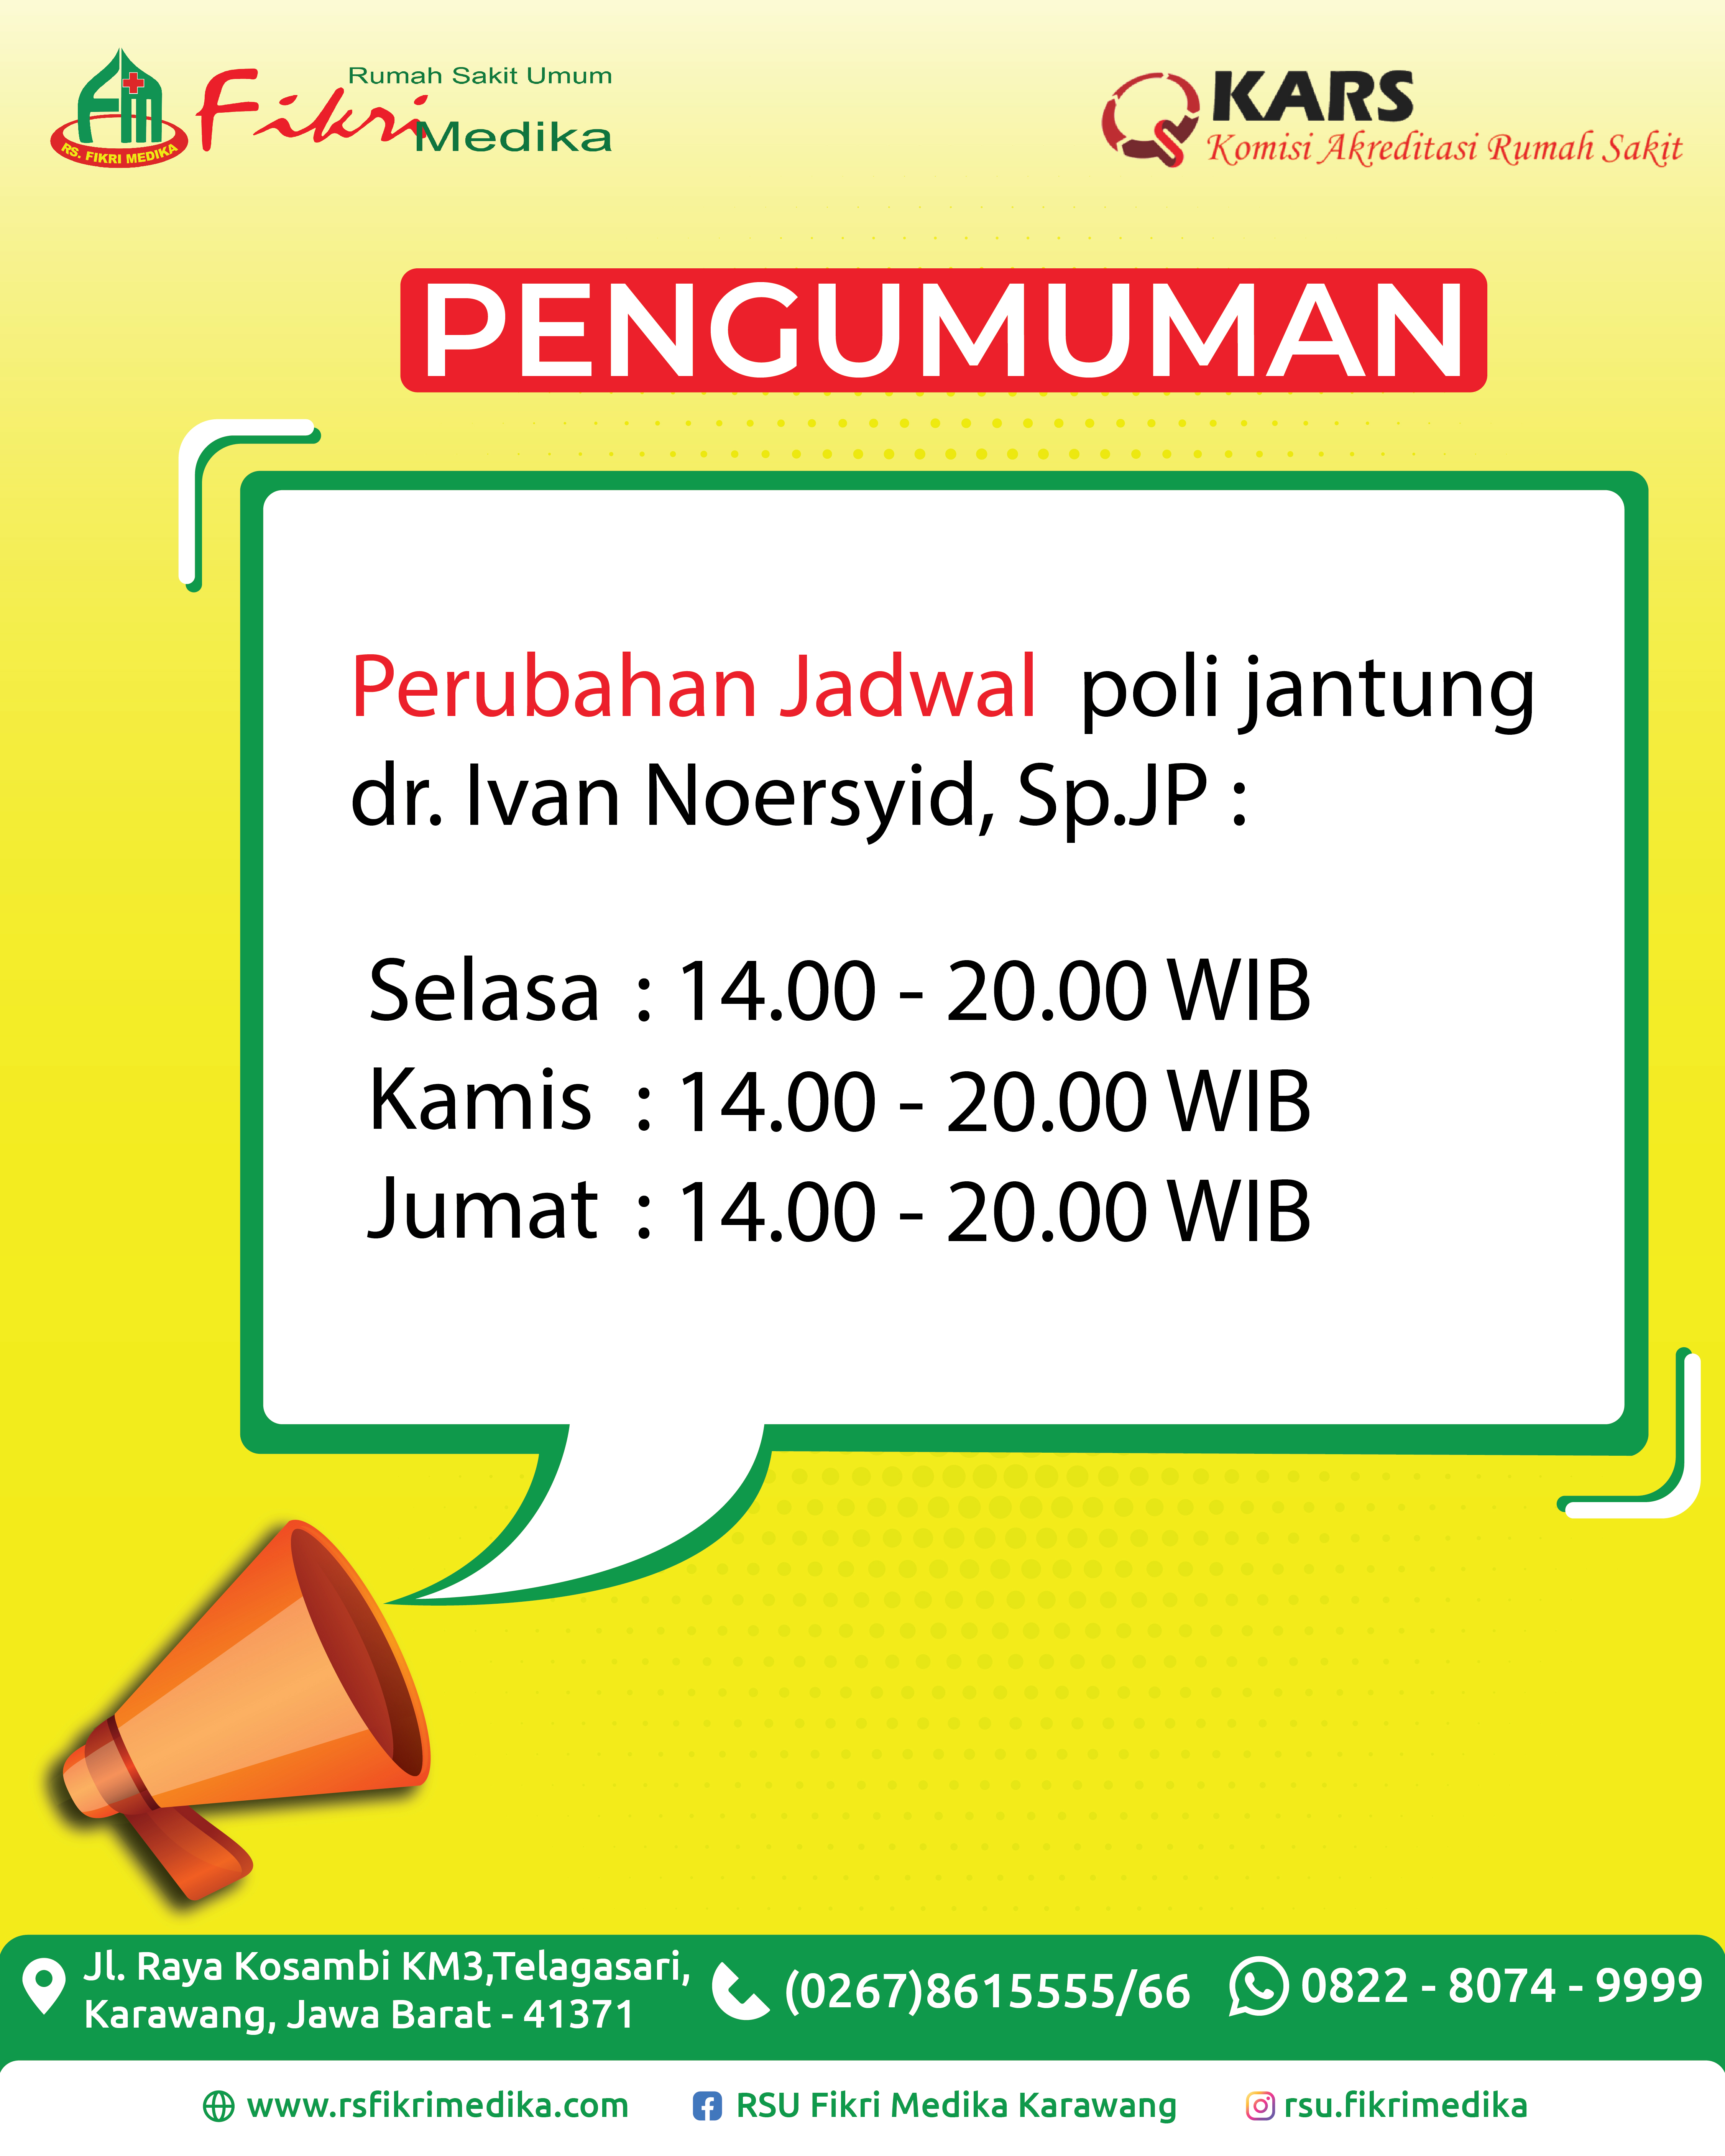 Rumah Sakit Umum
Fikri Medika
RS. FIKRI MEDIKA
KARS
Komisi Akreditasi Rumah Sakit
PENGUMUMAN
Perubahan Jadwal poli jantung
dr. Ivan Noersyid, Sp.JP :
Selasa : 14.00 - 20.00 WIB
Kamis : 14.00 - 20.00 WIB
Jumat : 14.00 - 20.00 WIB
Jl. Raya Kosambi KM3,Telagasari,
Karawang, Jawa Barat - 41371
(0267)8615555/66
0822 - 8074 - 9999
www.rsfikrimedika.com
RSU Fikri Medika Karawang
rsu.fikrimedika